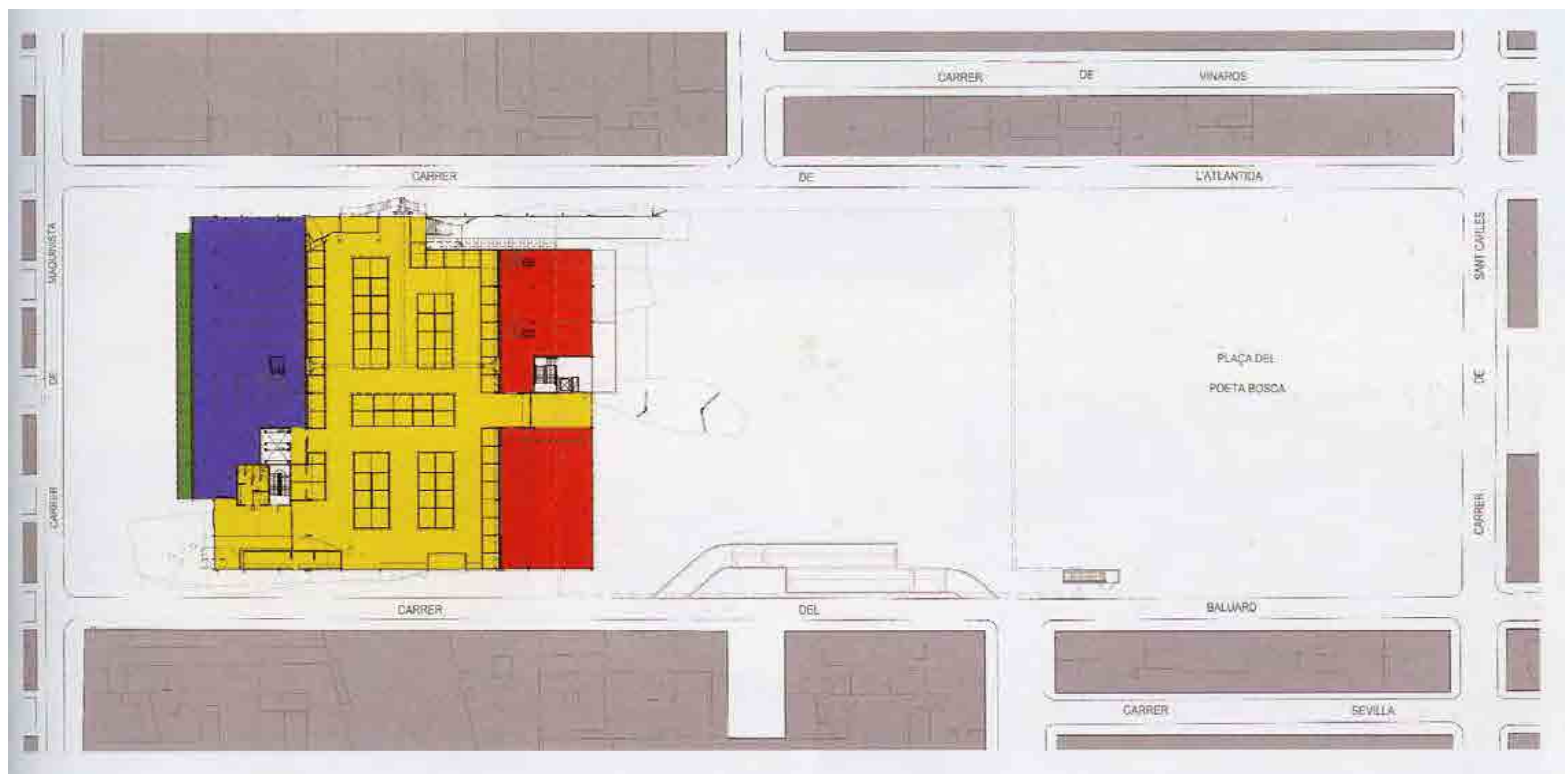 CARRER DE VINAROS
CARRER DE L'ATLANTIDA
MAQUINISTA
DE
CARRER
SANT CARLES
DE
CARRER
PLAÇA DEL
POETA BOSCA
CARRER DEL BALUARD
CARRER SEVILLA